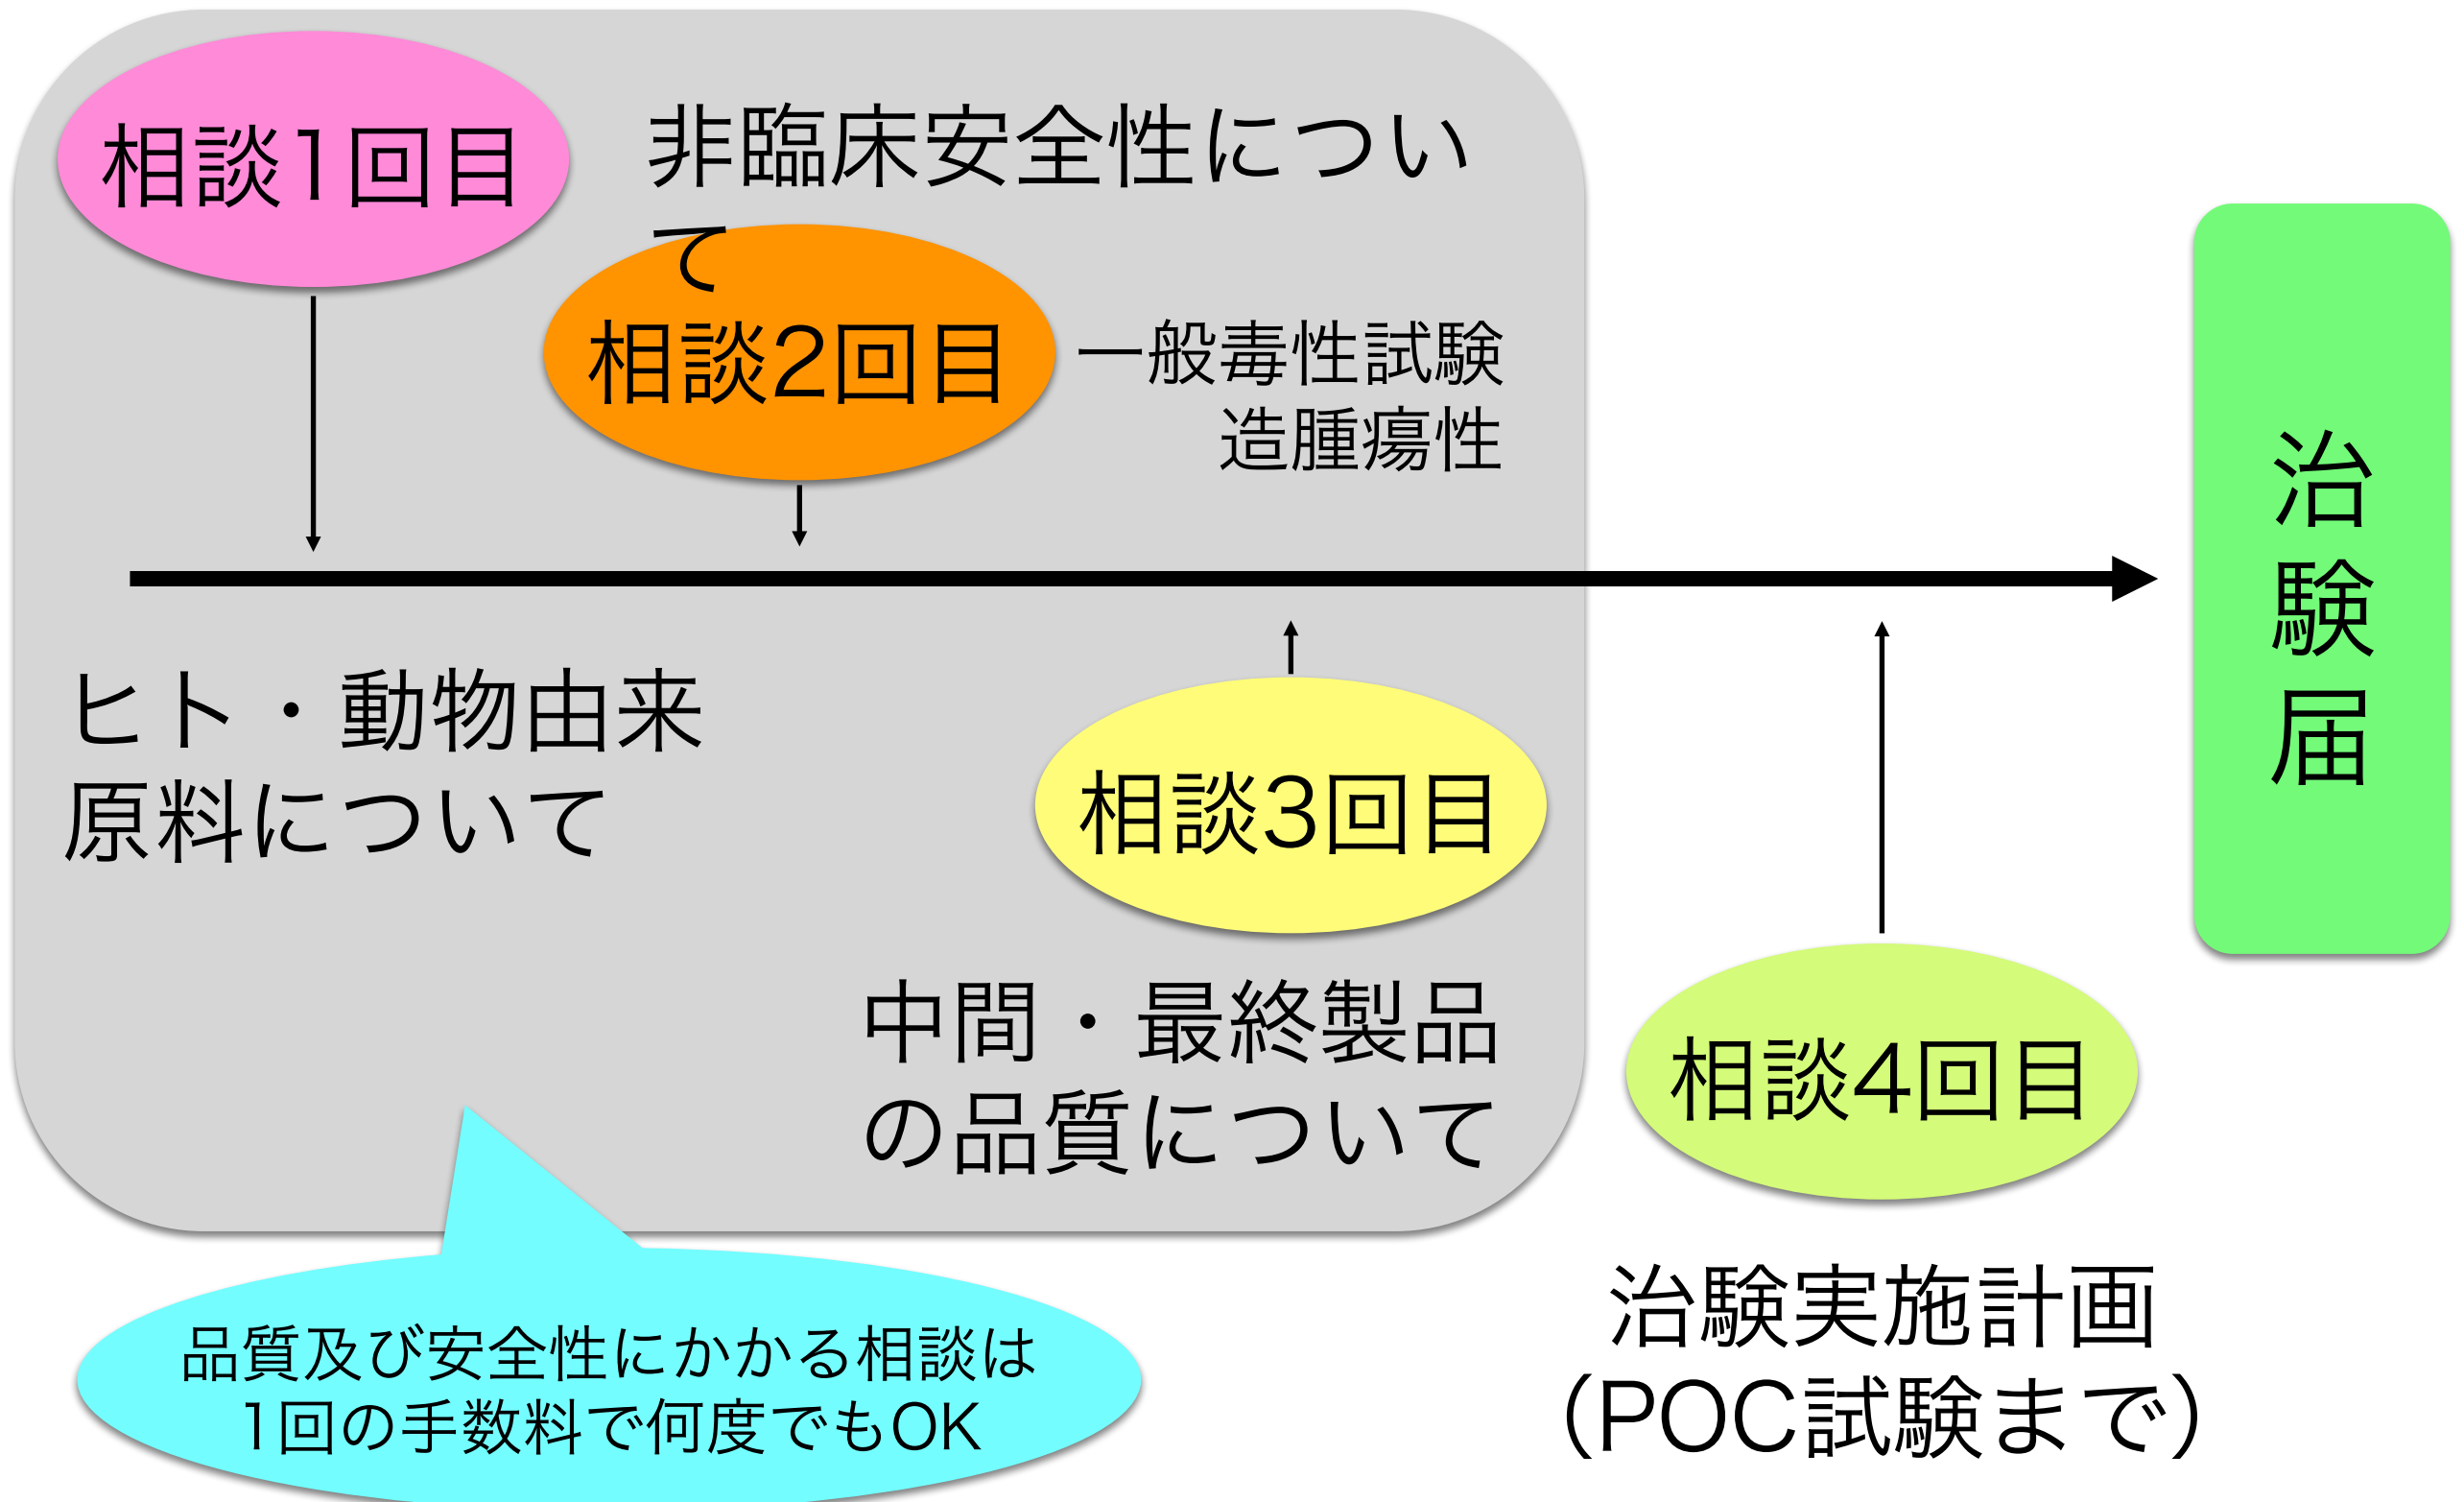 相談1回目
非臨床安全性につい
て
相談2回目
一般毒性試験
造腫瘍性
治
験
届
ヒト・動物由来
原料について
相談3回目
中間・最終製品
の品質について
相談4回目
治験実施計画
（POC試験まで）
品質及び安全性にかかる相談は
1回の手数料で何度でもOK